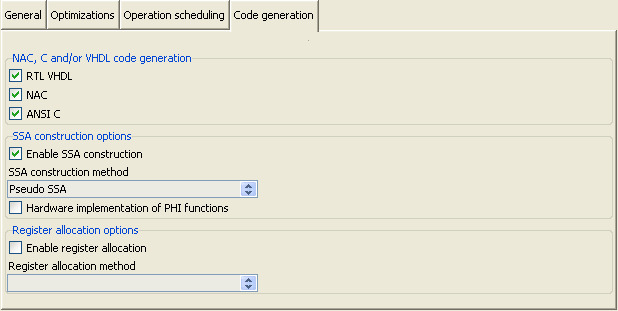 General Optimizations Operation scheduling Code generation
NAC, C and/or VHDL code generation
RTL VHDL
NAC
ANSI C
SSA construction options
Enable SSA construction
SSA construction method
Pseudo SSA
Hardware implementation of PHI functions
Register allocation options
Enable register allocation
Register allocation method